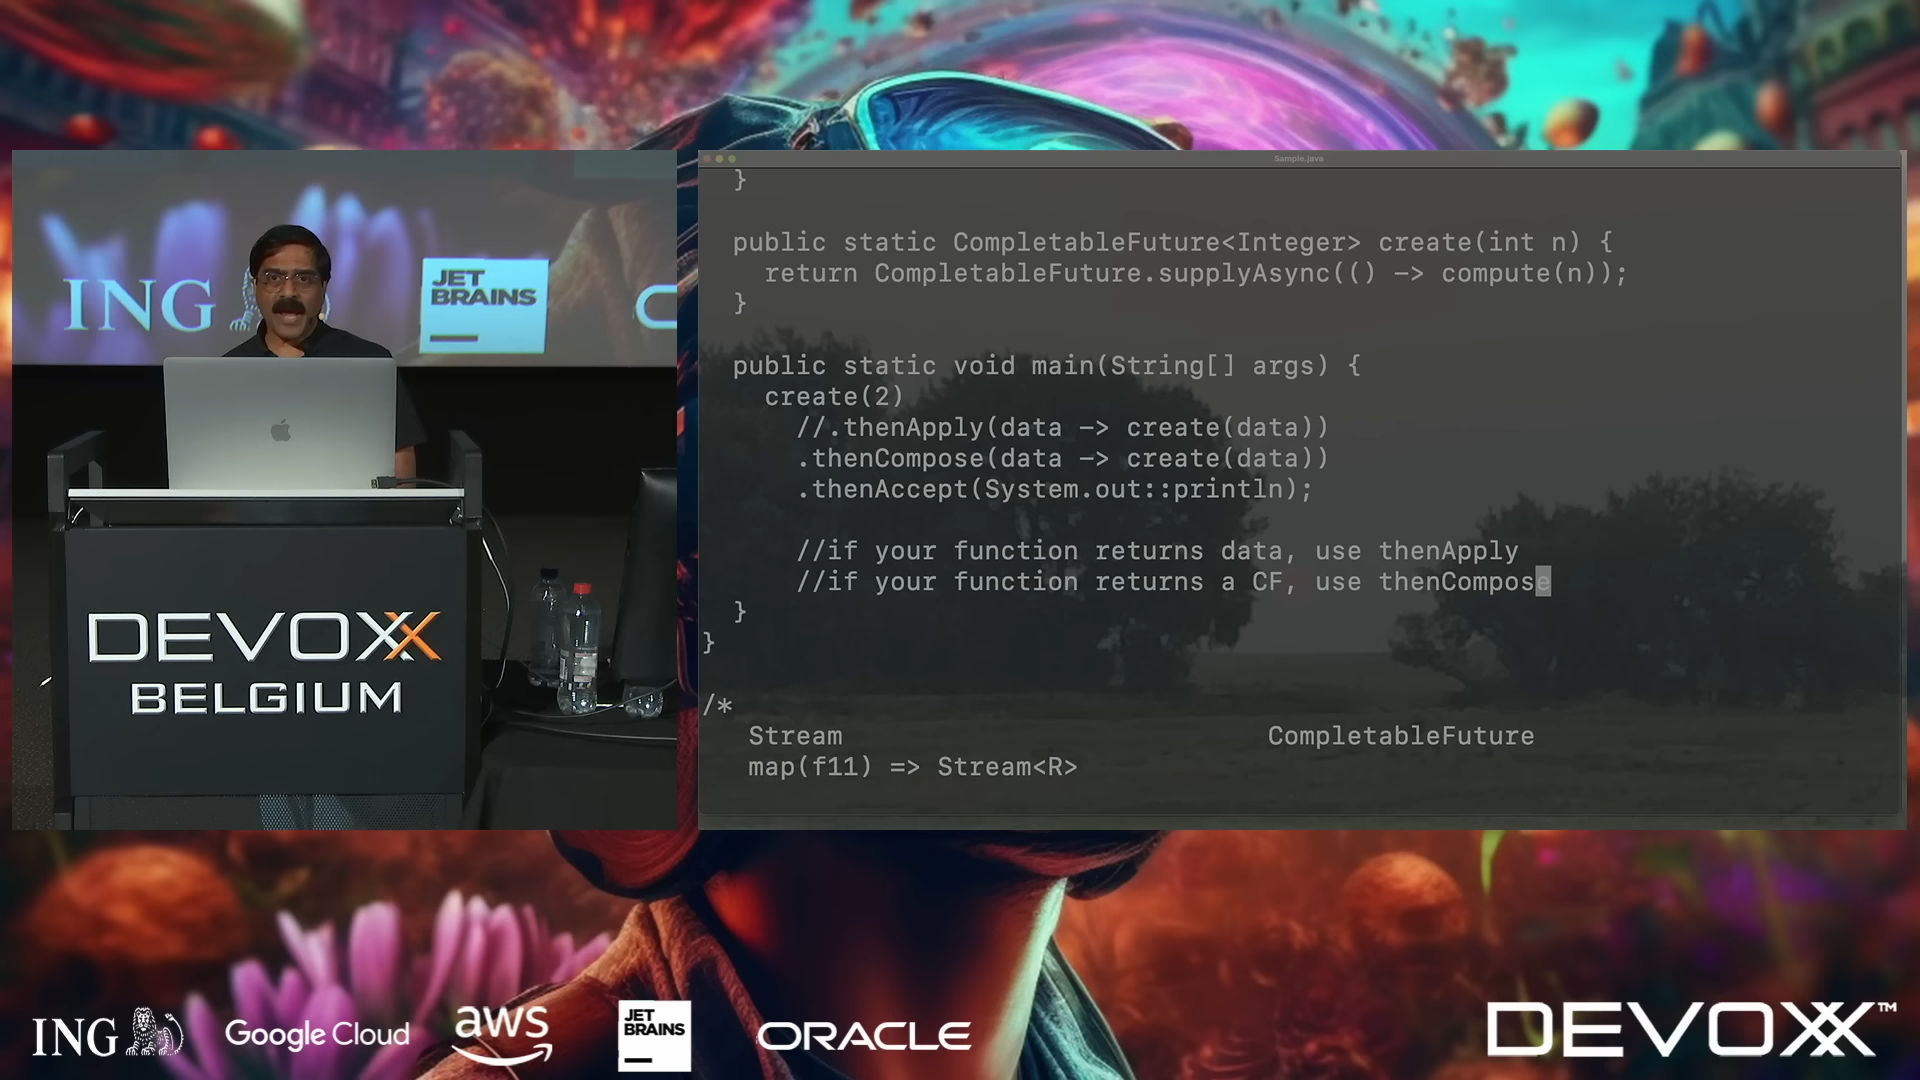 ING
JET
BRAINS
DEVOXX
BELGIUM
Sample.java
}
public static CompletableFuture<Integer> create(int n) {
return CompletableFuture.supplyAsync(() -> compute(n));
}
public static void main(String[] args) {
create(2)
//.thenApply(data -> create(data))
.thenCompose(data -> create(data))
.thenAccept(System.out::println);
//if your function returns data, use thenApply
//if your function returns a CF, use thenCompose
}
}
/*
Stream CompletableFuture
map(f11) => Stream<R>
ING Google Cloud aws JET BRAINS ORACLE DEVOXX™